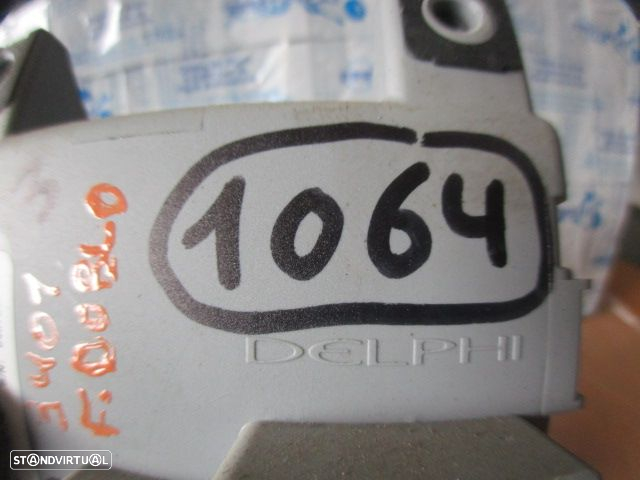 1064
DELPHI
F. DOBLO
STANDVIRTUAL